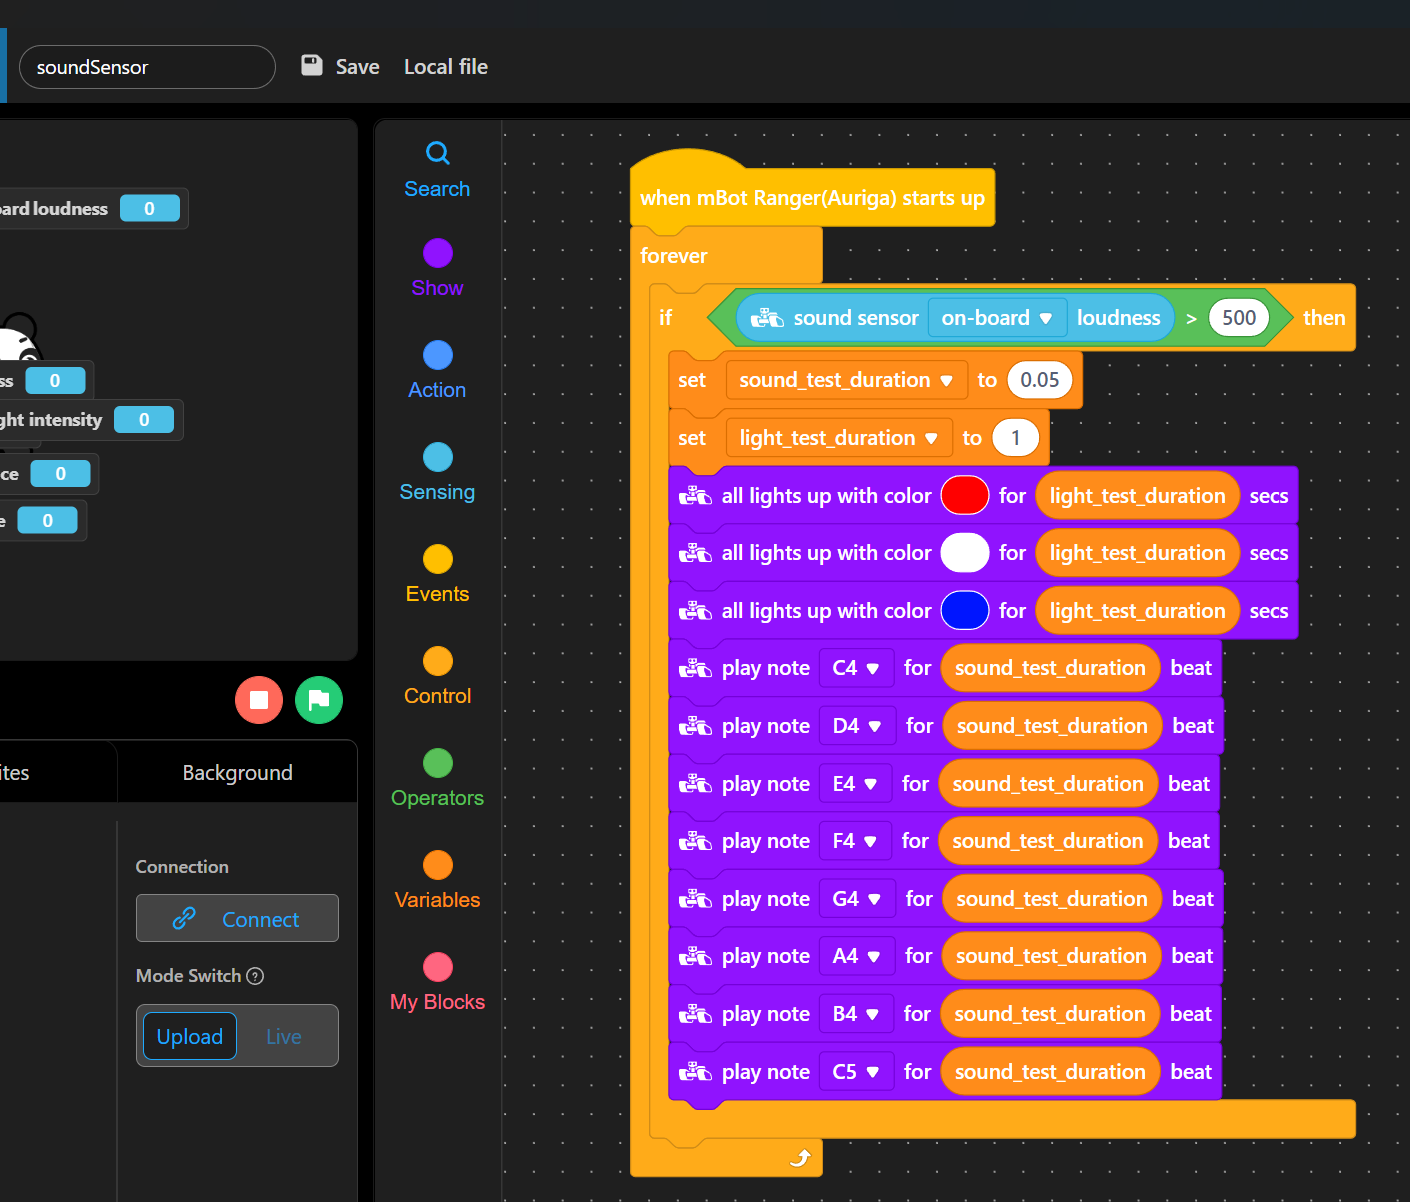 soundSensor
Save
Local file
ard loudness 0
ss 0
ght intensity 0
ce 0
e 0
ites
Background
Connection
Connect
Mode Switch ?
Upload
Live
Search
Show
Action
Sensing
Events
Control
Operators
Variables
My Blocks
when mBot Ranger(Auriga) starts up
forever
if sound sensor on-board loudness > 500 then
set sound_test_duration to 0.05
set light_test_duration to 1
all lights up with color for light_test_duration secs
all lights up with color for light_test_duration secs
all lights up with color for light_test_duration secs
play note C4 for sound_test_duration beat
play note D4 for sound_test_duration beat
play note E4 for sound_test_duration beat
play note F4 for sound_test_duration beat
play note G4 for sound_test_duration beat
play note A4 for sound_test_duration beat
play note B4 for sound_test_duration beat
play note C5 for sound_test_duration beat